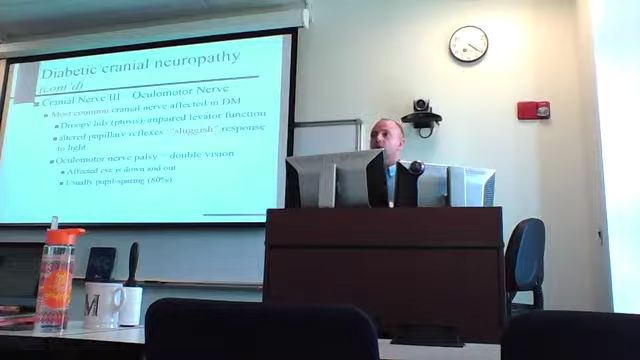 Diabetic cranial neuropathy
(cont'd)
Cranial Nerve III – Oculomotor Nerve
Most common cranial nerve affected in DM
Droopy lids (ptosis)-impaired levator function
altered pupillary reflexes "sluggish" response
to light
Oculomotor nerve palsy – double vision
Affected eye is down and out
Usually pupil-sparing (80%)
M